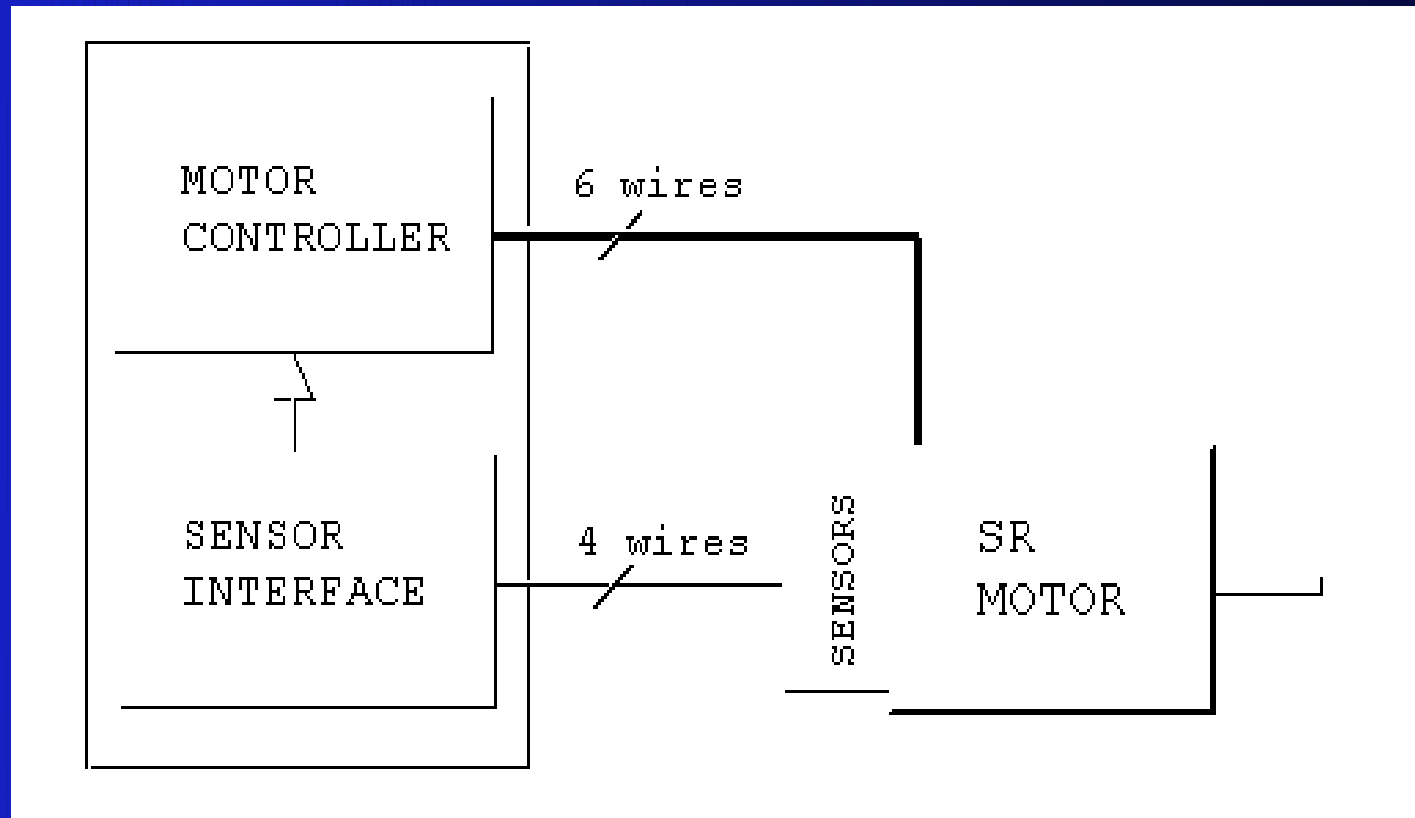 MOTOR
CONTROLLER
6 wires
SENSOR
INTERFACE
4 wires
SENSORS
SR
MOTOR